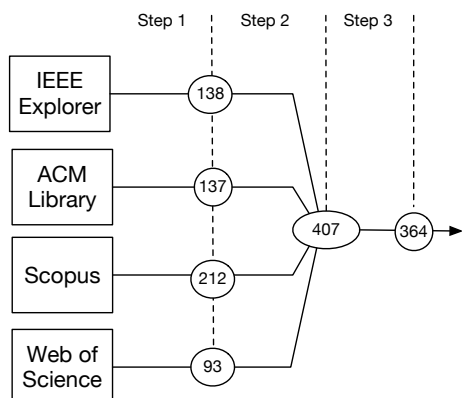 Step 1
Step 2
Step 3
IEEE
Explorer
138
ACM
Library
137
407
364
Scopus
212
Web of
Science
93